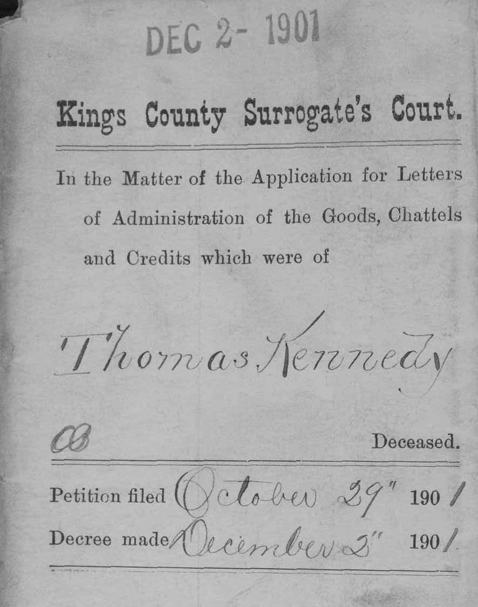 DEC 2- 1901
Kings County Surrogate's Court.
In the Matter of the Application for Letters
of Administration of the Goods, Chattels
and Credits which were of
Thomas Kennedy
Deceased.
Petition filed October 29" 1901
Decree made December 2" 1901